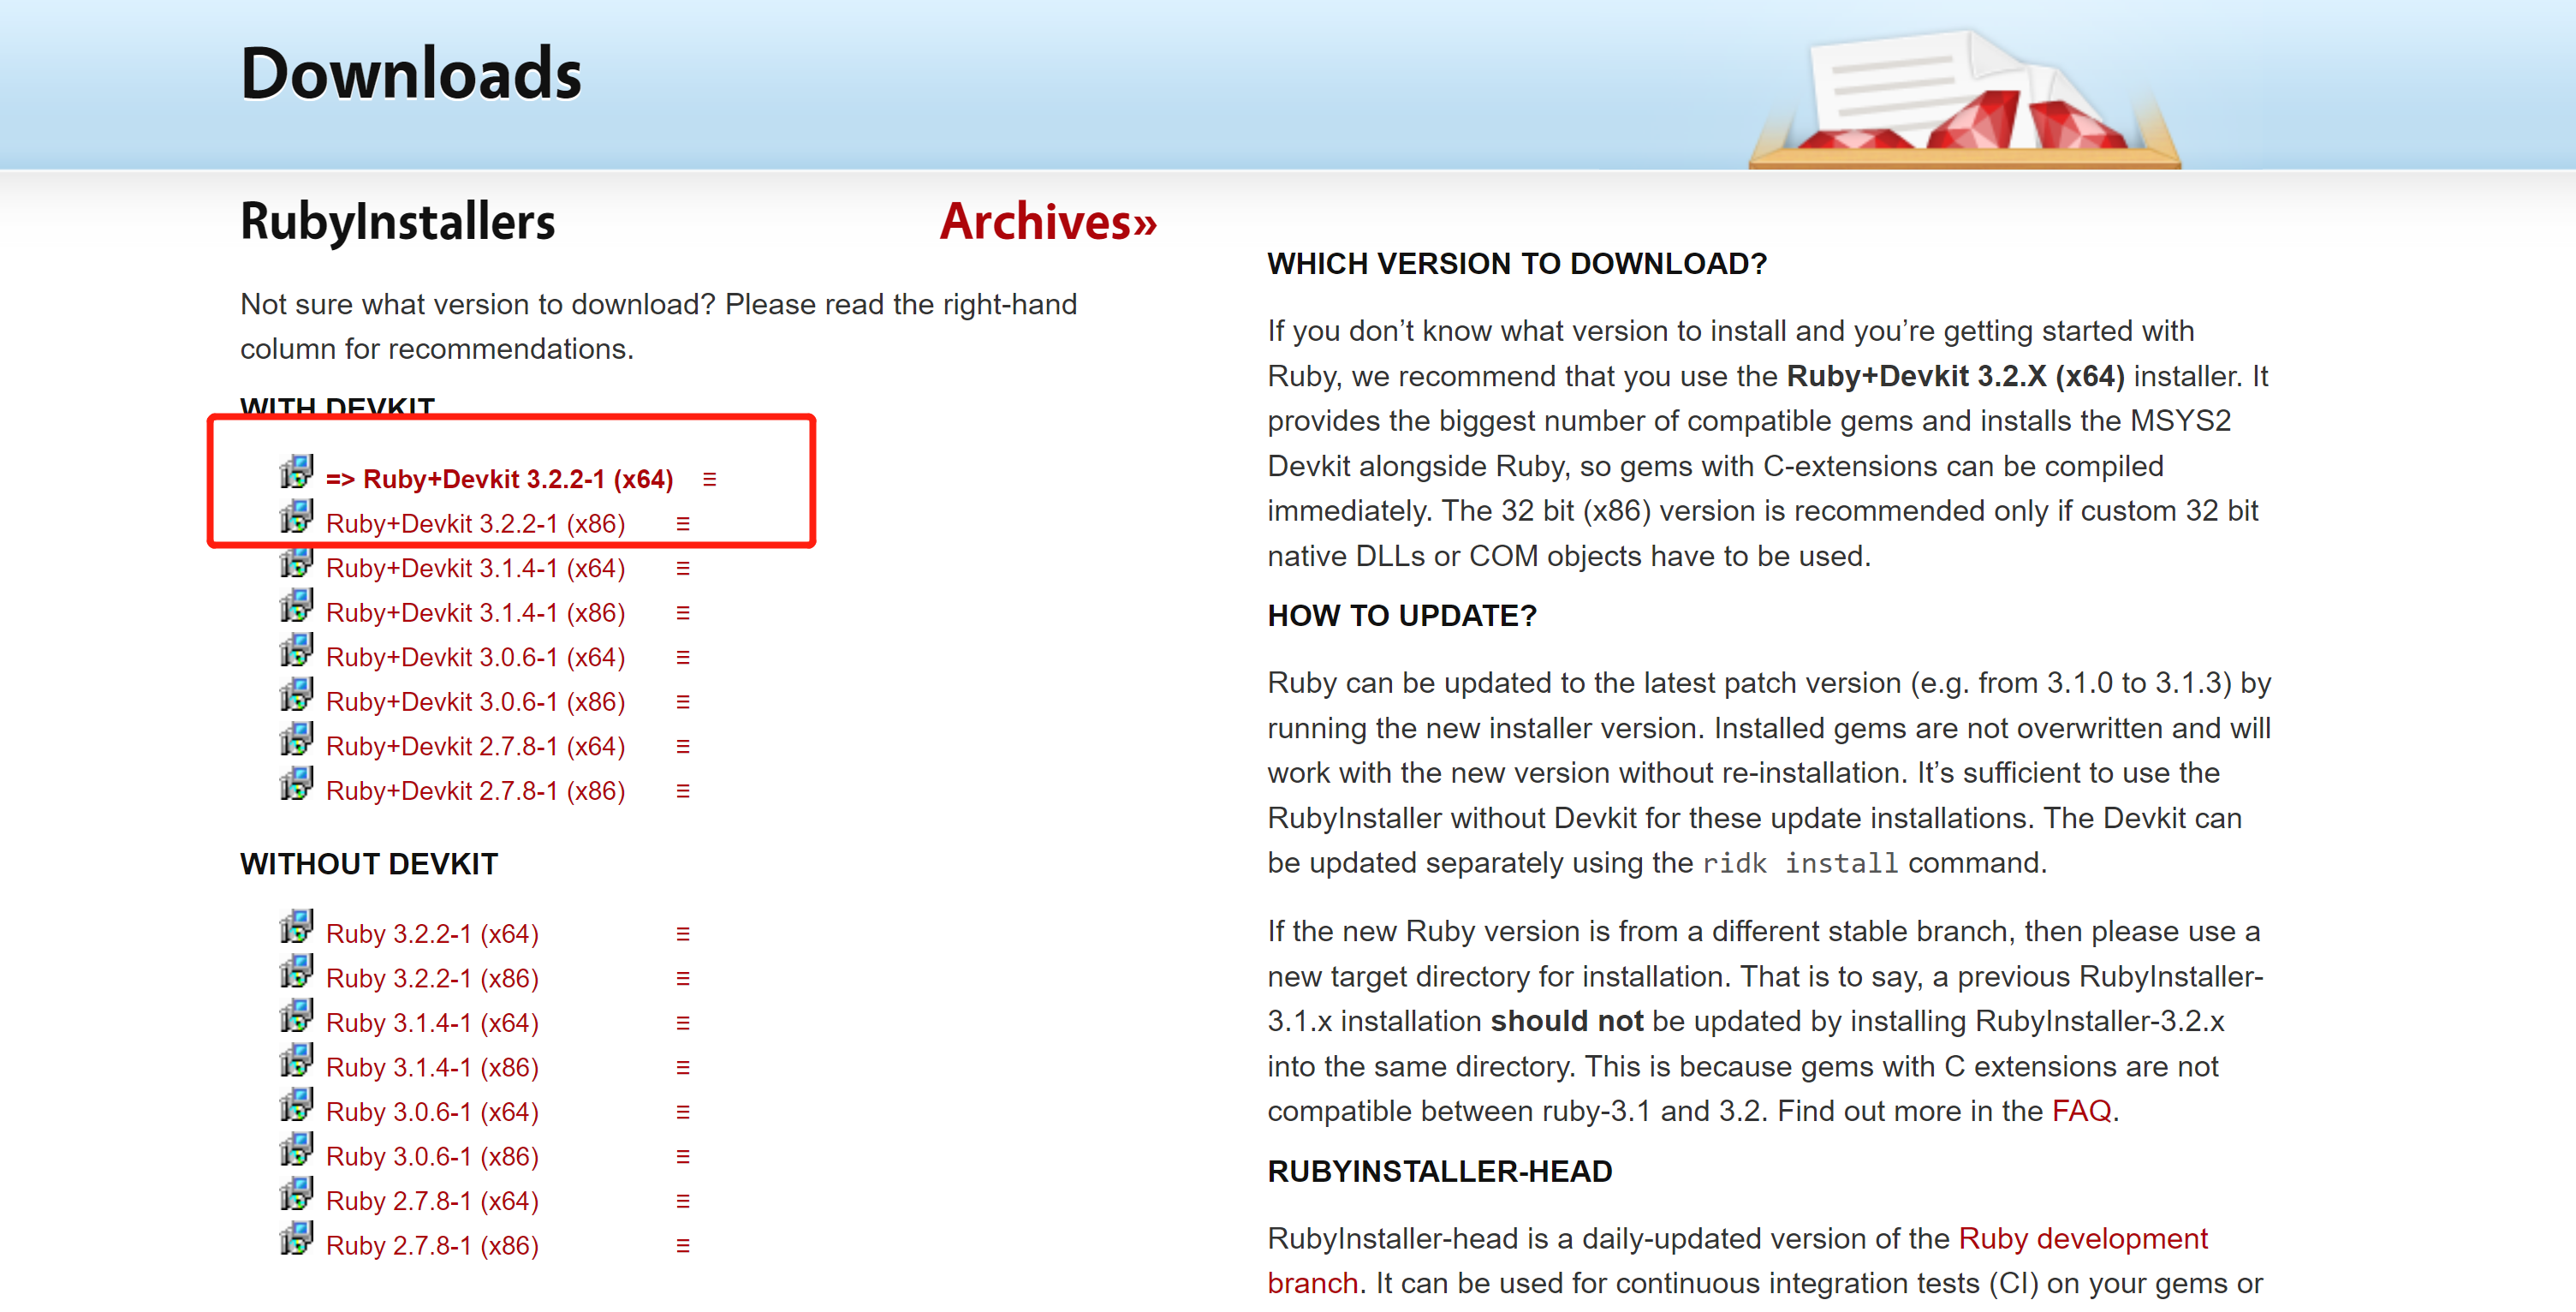 Downloads
RubyInstallers
Archives»
Not sure what version to download? Please read the right-hand
column for recommendations.
WITH DEVKIT
=> Ruby+Devkit 3.2.2-1 (x64) ≡
Ruby+Devkit 3.2.2-1 (x86) ≡
Ruby+Devkit 3.1.4-1 (x64) ≡
Ruby+Devkit 3.1.4-1 (x86) ≡
Ruby+Devkit 3.0.6-1 (x64) ≡
Ruby+Devkit 3.0.6-1 (x86) ≡
Ruby+Devkit 2.7.8-1 (x64) ≡
Ruby+Devkit 2.7.8-1 (x86) ≡
WITHOUT DEVKIT
Ruby 3.2.2-1 (x64) ≡
Ruby 3.2.2-1 (x86) ≡
Ruby 3.1.4-1 (x64) ≡
Ruby 3.1.4-1 (x86) ≡
Ruby 3.0.6-1 (x64) ≡
Ruby 3.0.6-1 (x86) ≡
Ruby 2.7.8-1 (x64) ≡
Ruby 2.7.8-1 (x86) ≡
WHICH VERSION TO DOWNLOAD?
If you don’t know what version to install and you’re getting started with
Ruby, we recommend that you use the Ruby+Devkit 3.2.X (x64) installer. It
provides the biggest number of compatible gems and installs the MSYS2
Devkit alongside Ruby, so gems with C-extensions can be compiled
immediately. The 32 bit (x86) version is recommended only if custom 32 bit
native DLLs or COM objects have to be used.
HOW TO UPDATE?
Ruby can be updated to the latest patch version (e.g. from 3.1.0 to 3.1.3) by
running the new installer version. Installed gems are not overwritten and will
work with the new version without re-installation. It’s sufficient to use the
RubyInstaller without Devkit for these update installations. The Devkit can
be updated separately using the ridk install command.
If the new Ruby version is from a different stable branch, then please use a
new target directory for installation. That is to say, a previous RubyInstaller-
3.1.x installation should not be updated by installing RubyInstaller-3.2.x
into the same directory. This is because gems with C extensions are not
compatible between ruby-3.1 and 3.2. Find out more in the FAQ.
RUBYINSTALLER-HEAD
RubyInstaller-head is a daily-updated version of the Ruby development
branch. It can be used for continuous integration tests (CI) on your gems or